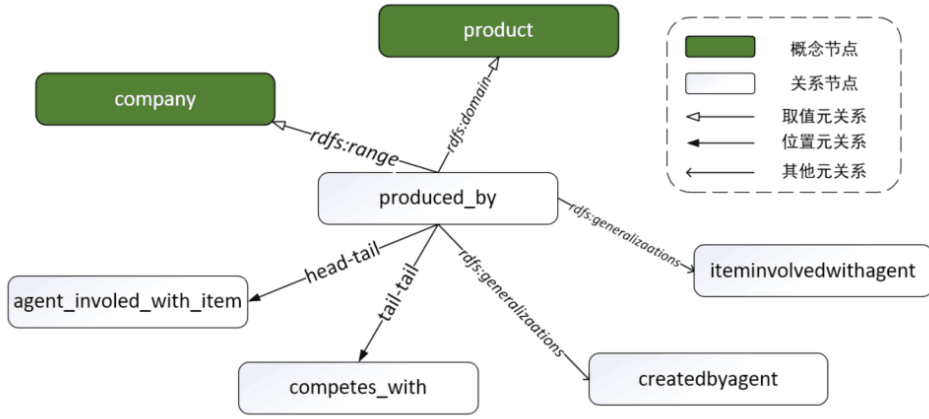 product
概念节点
company
关系节点
rdfs:domain
取值元关系
rdfs:range
位置元关系
其他元关系
produced_by
rdfs:generalizaations
head-tail
iteminvolvedwithagent
agent_involed_with_item
tail-tail
rdfs:generalizaations
competes_with
createdbyagent